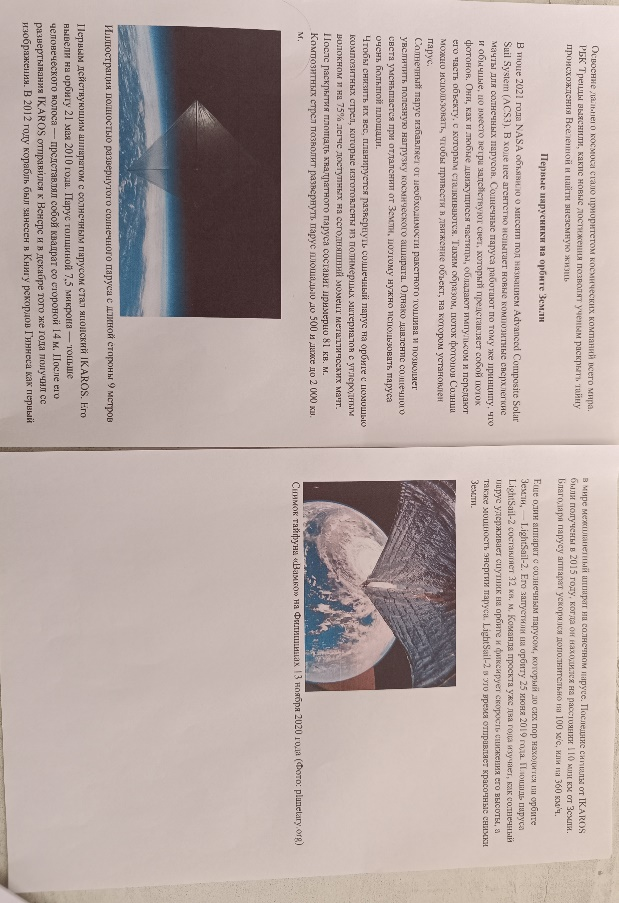 Освоение дальнего космоса стало приоритетом космических компаний всего мира.
РБК Тренды выяснили, какие новые достижения позволят ученым раскрыть тайну
происхождения Вселенной и найти внеземную жизнь
Первые парусники на орбите Земли
В июне 2021 года NASA объявило о миссии под названием Advanced Composite Solar
Sail System (ACS3). В ходе нее агентство испытает новые композитные сверхлегкие
мачты для солнечных парусов. Солнечные паруса работают по тому же принципу, что
и обычные, но вместо ветра задействуют свет, который представляет собой поток
фотонов. Они, как и любые движущиеся частицы, обладают импульсом и передают
его часть объекту, с которым сталкиваются. Таким образом, поток фотонов Солнца
можно использовать, чтобы привести в движение объект, на котором установлен
парус.
Солнечный парус избавляет от необходимости ракетного топлива и позволяет
увеличить полезную нагрузку космического аппарата. Однако давление солнечного
света уменьшается при отдалении от Земли, поэтому нужно использовать паруса
очень большой площади.
Чтобы снизить их вес, планируется развернуть солнечный парус на орбите с помощью
композитных стрел, которые изготовлены из полимерных материалов с углеродным
волокном и на 75% легче доступных на сегодняшний момент металлических мачт.
После раскрытия площадь квадратного паруса составит примерно 81 кв. м.
Композитных стрел позволит развернуть парус площадью до 500 и даже до 2 000 кв.
м.
Иллюстрация полностью развернутого солнечного паруса с длиной стороны 9 метров
Первым действующим аппаратом с солнечным парусом стал японский IKAROS. Его
вывели на орбиту 21 мая 2010 года. Парус толщиной 7,5 микрона — тоньше
человеческого волоса — представлял собой квадрат со стороной 14 м. После его
развертывания IKAROS отправился к Венере и в декабре того же года получил ее
изображения. В 2012 году корабль был занесен в Книгу рекордов Гиннеса как первый
в мире межпланетный аппарат на солнечном парусе. Последние сигналы от IKAROS
были получены в 2015 году, когда он находился на расстоянии 110 млн км от Земли.
Благодаря парусу аппарат ускорялся дополнительно на 100 м/с, или на 360 км/ч.
Еще один аппарат с солнечным парусом, который до сих пор находится на орбите
Земли, — LightSail-2. Его запустили на орбиту 25 июня 2019 года. Площадь паруса
LightSail-2 составляет 32 кв. м. Команда проекта уже два года изучает, как солнечный
парус удерживает спутник на орбите и фиксирует скорость снижения его высоты, а
также мощность энергии паруса. LightSail-2 в это время отправляет красочные снимки
Земли.
Снимок тайфуна «Вамко» на Филиппинах 13 ноября 2020 года (Фото: planetary.org)